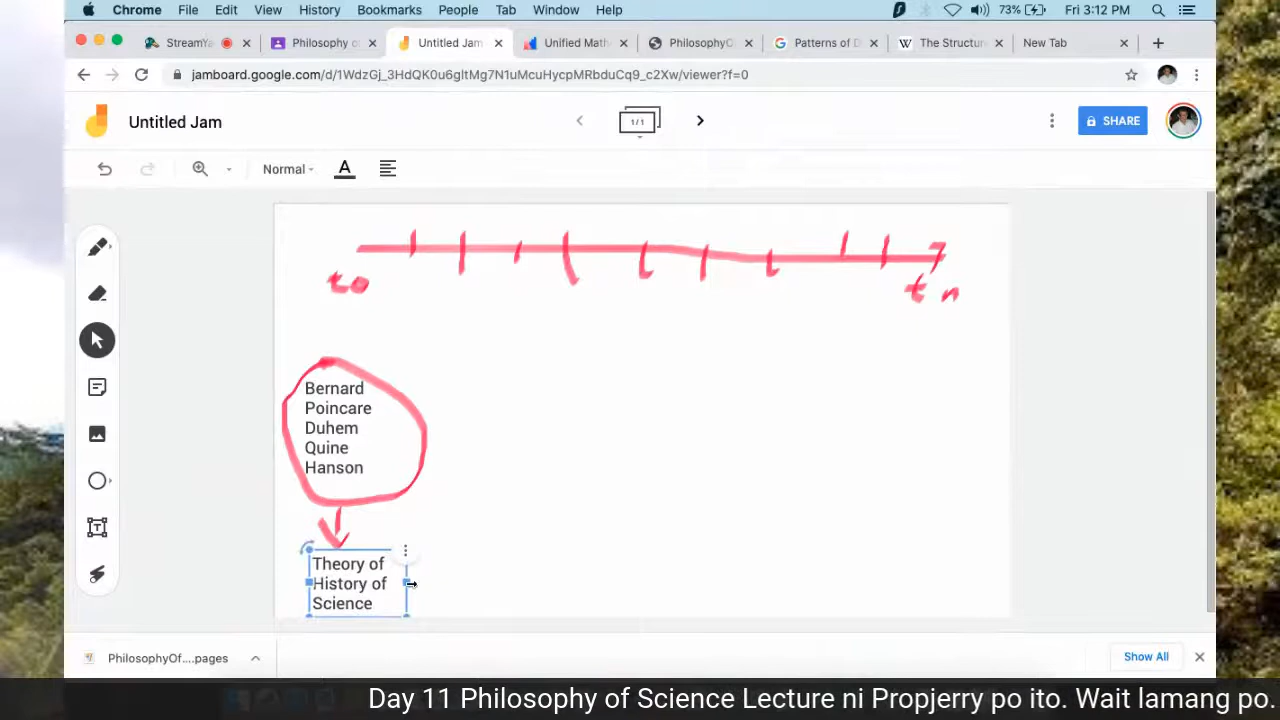 Chrome File Edit View History Bookmarks People Tab Window Help 73% Fri 3:12 PM
StreamYa Philosophy of Untitled Jam Unified Math PhilosophyO Patterns of D The Structur New Tab
jamboard.google.com/d/1WdzGj_3HdQK0u6gltMg7N1uMcuHycpMRbduCq9_c2Xw/viewer?f=0
Untitled Jam 1/1 SHARE
Normal A
to
tn
Bernard
Poincare
Duhem
Quine
Hanson
Theory of
History of
Science
PhilosophyOf....pages Show All
Day 11 Philosophy of Science Lecture ni Propjerry po ito. Wait lamang po.